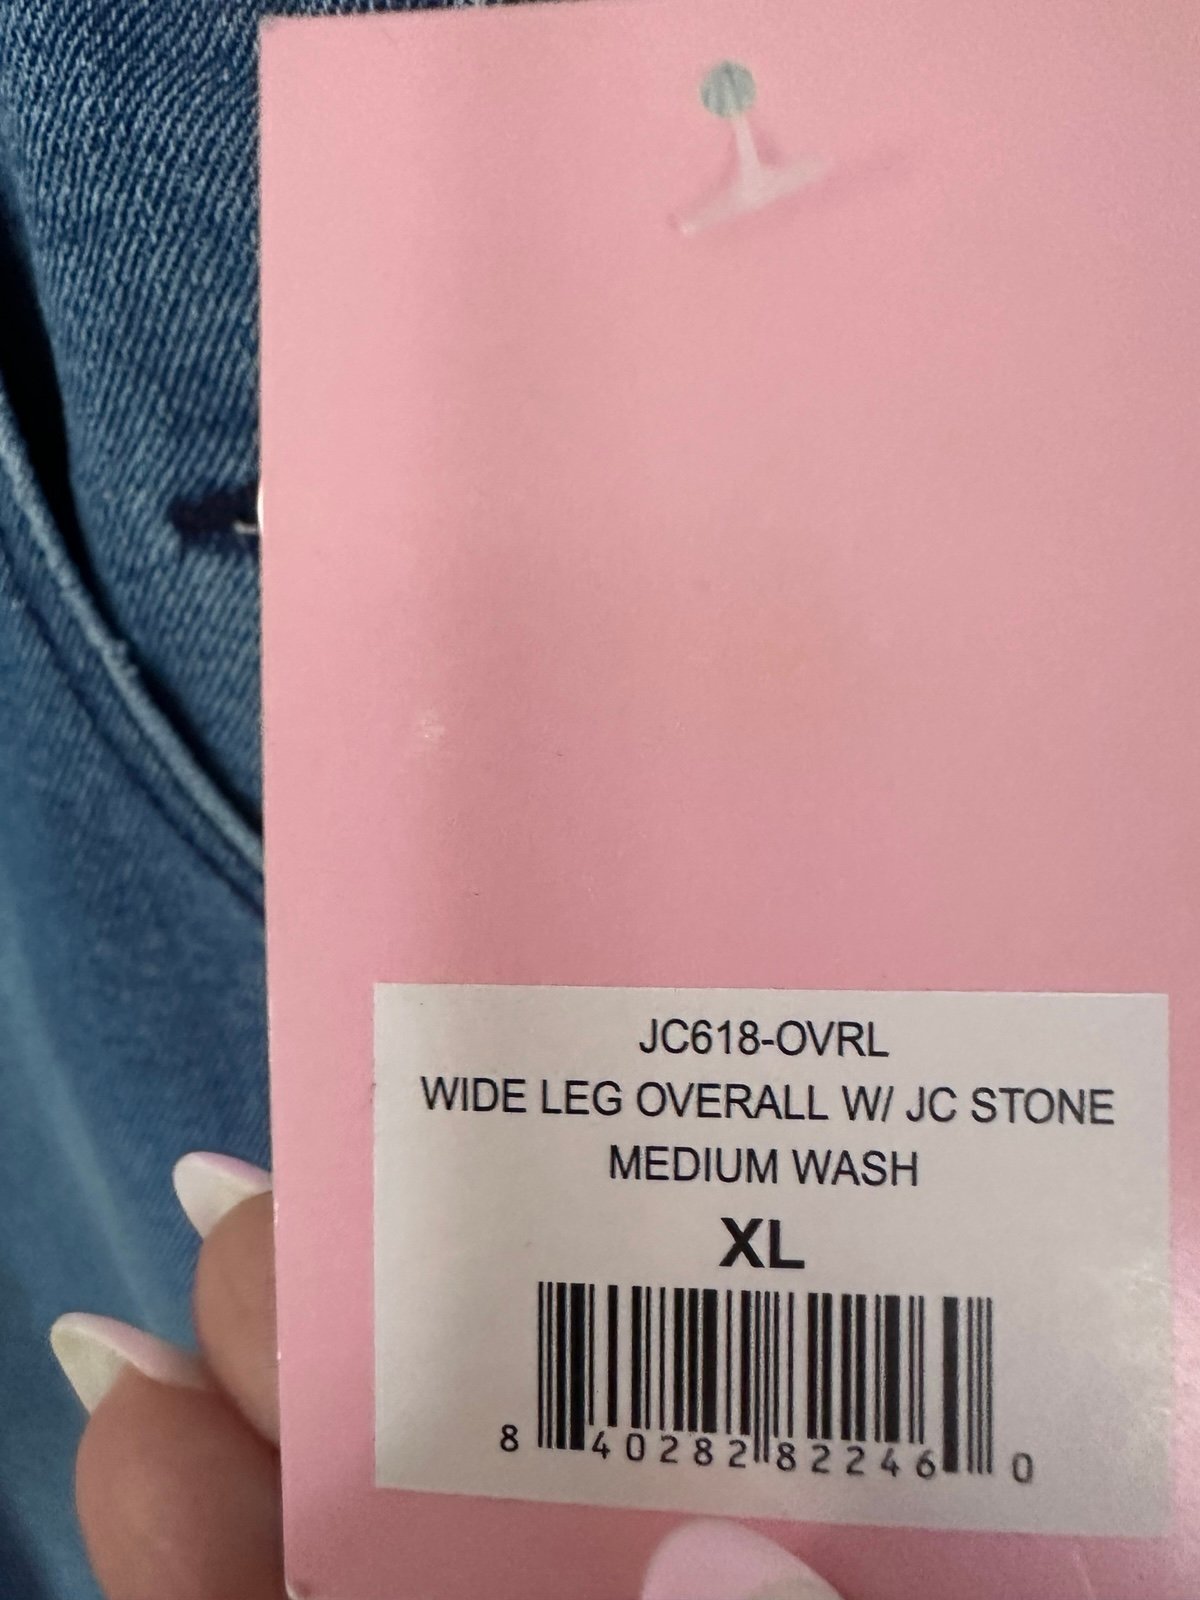 JC618-OVRL
WIDE LEG OVERALL W/ JC STONE
MEDIUM WASH
XL
8 40282 82246 0